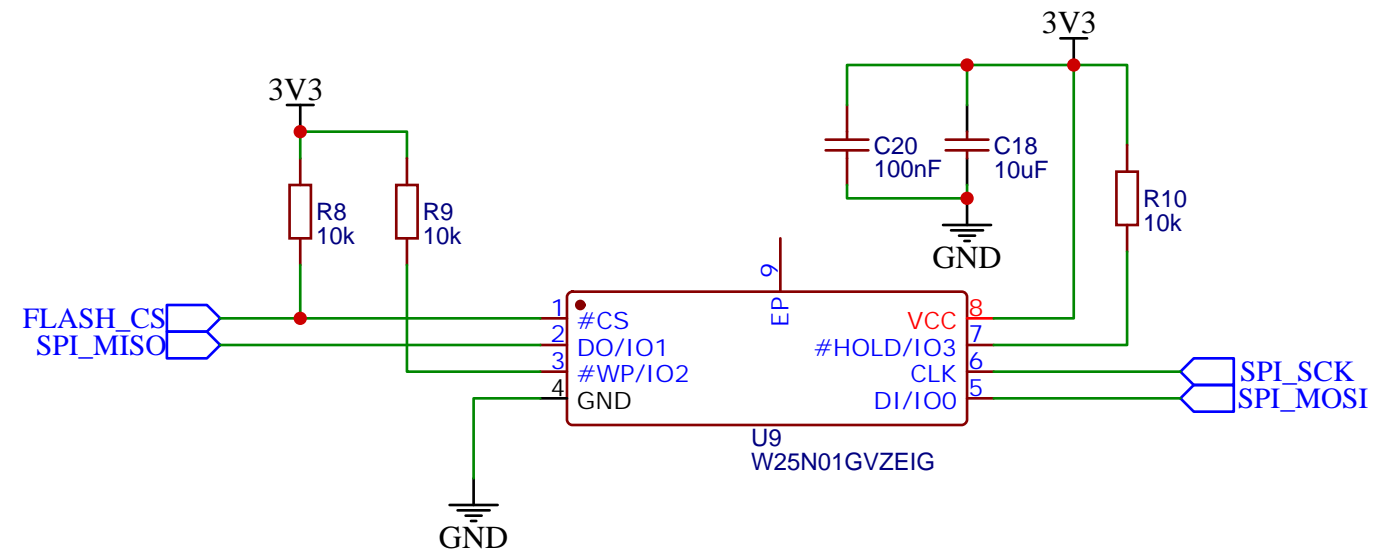 3V3
3V3
C20
100nF
C18
10uF
R8
10k
R9
10k
R10
10k
GND
9
EP
FLASH_CS
SPI_MISO
1
2
3
4
#CS
DO/IO1
#WP/IO2
GND
VCC
#HOLD/IO3
CLK
DI/IO0
8
7
6
5
SPI_SCK
SPI_MOSI
U9
W25N01GVZEIG
GND